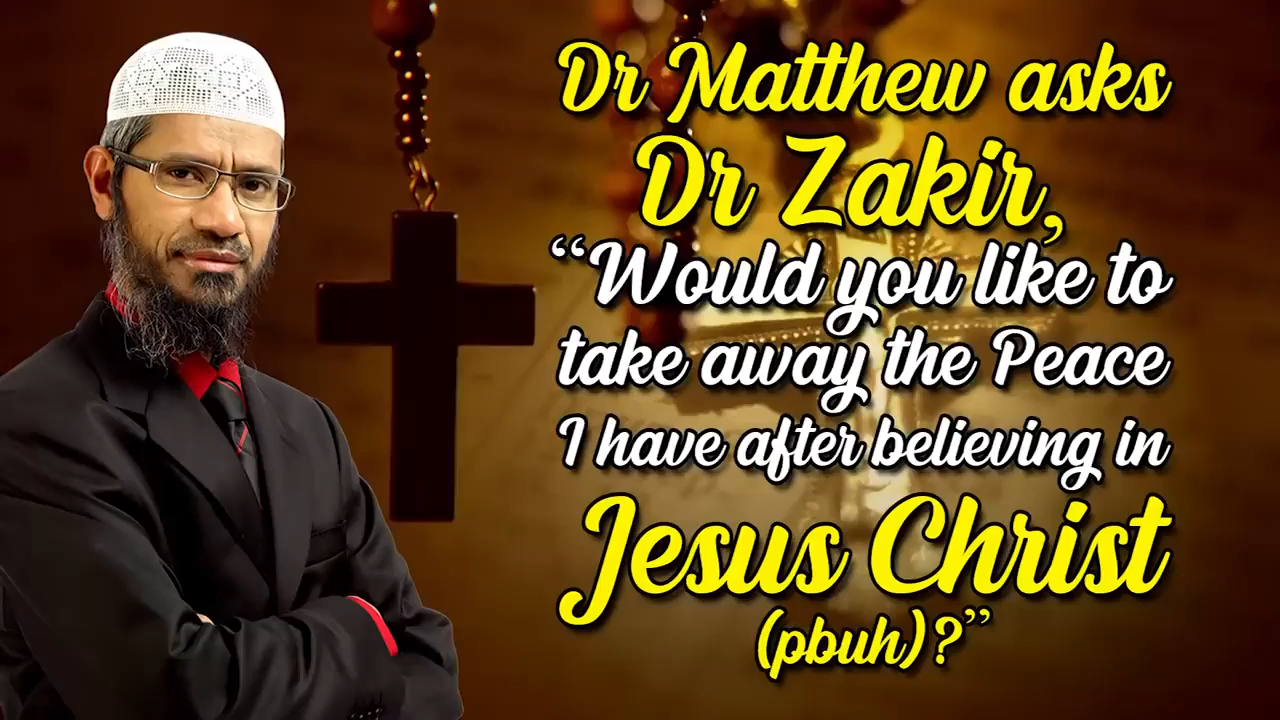 Dr Matthew asks
Dr Zakir,
“Would you like to
take away the Peace
I have after believing in
Jesus Christ
(pbuh)?”